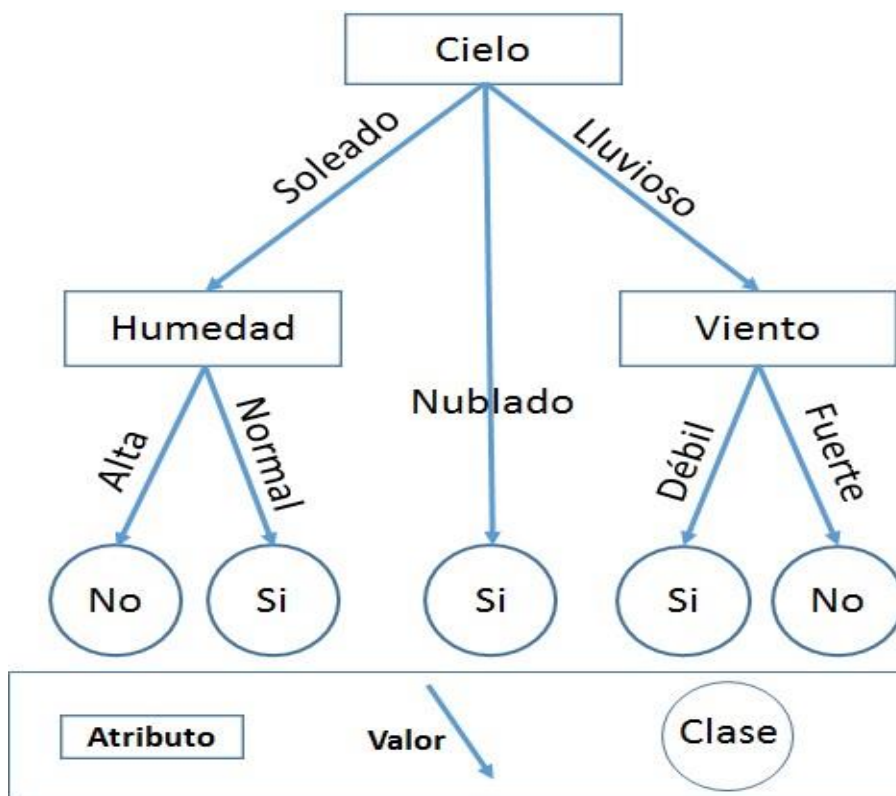 Cielo
Soleado
Lluvioso
Humedad
Viento
Nublado
Alta
Normal
Débil
Fuerte
No
Si
Si
Si
No
Atributo
Valor
Clase